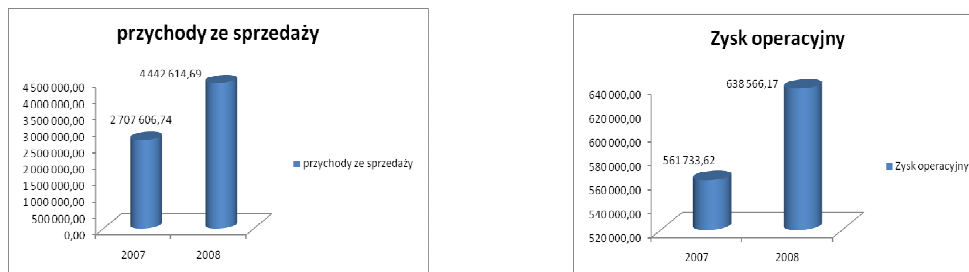 przychody ze sprzedaży
4 442 614,69
4 500 000,00
4 000 000,00
3 500 000,00
2 707 606,74
3 000 000,00
2 500 000,00
2 000 000,00
1 500 000,00
1 000 000,00
500 000,00
0,00
2007 2008
przychody ze sprzedaży
Zysk operacyjny
638 566,17
640 000,00
620 000,00
600 000,00
561 733,62
580 000,00
560 000,00
540 000,00
520 000,00
2007 2008
Zysk operacyjny